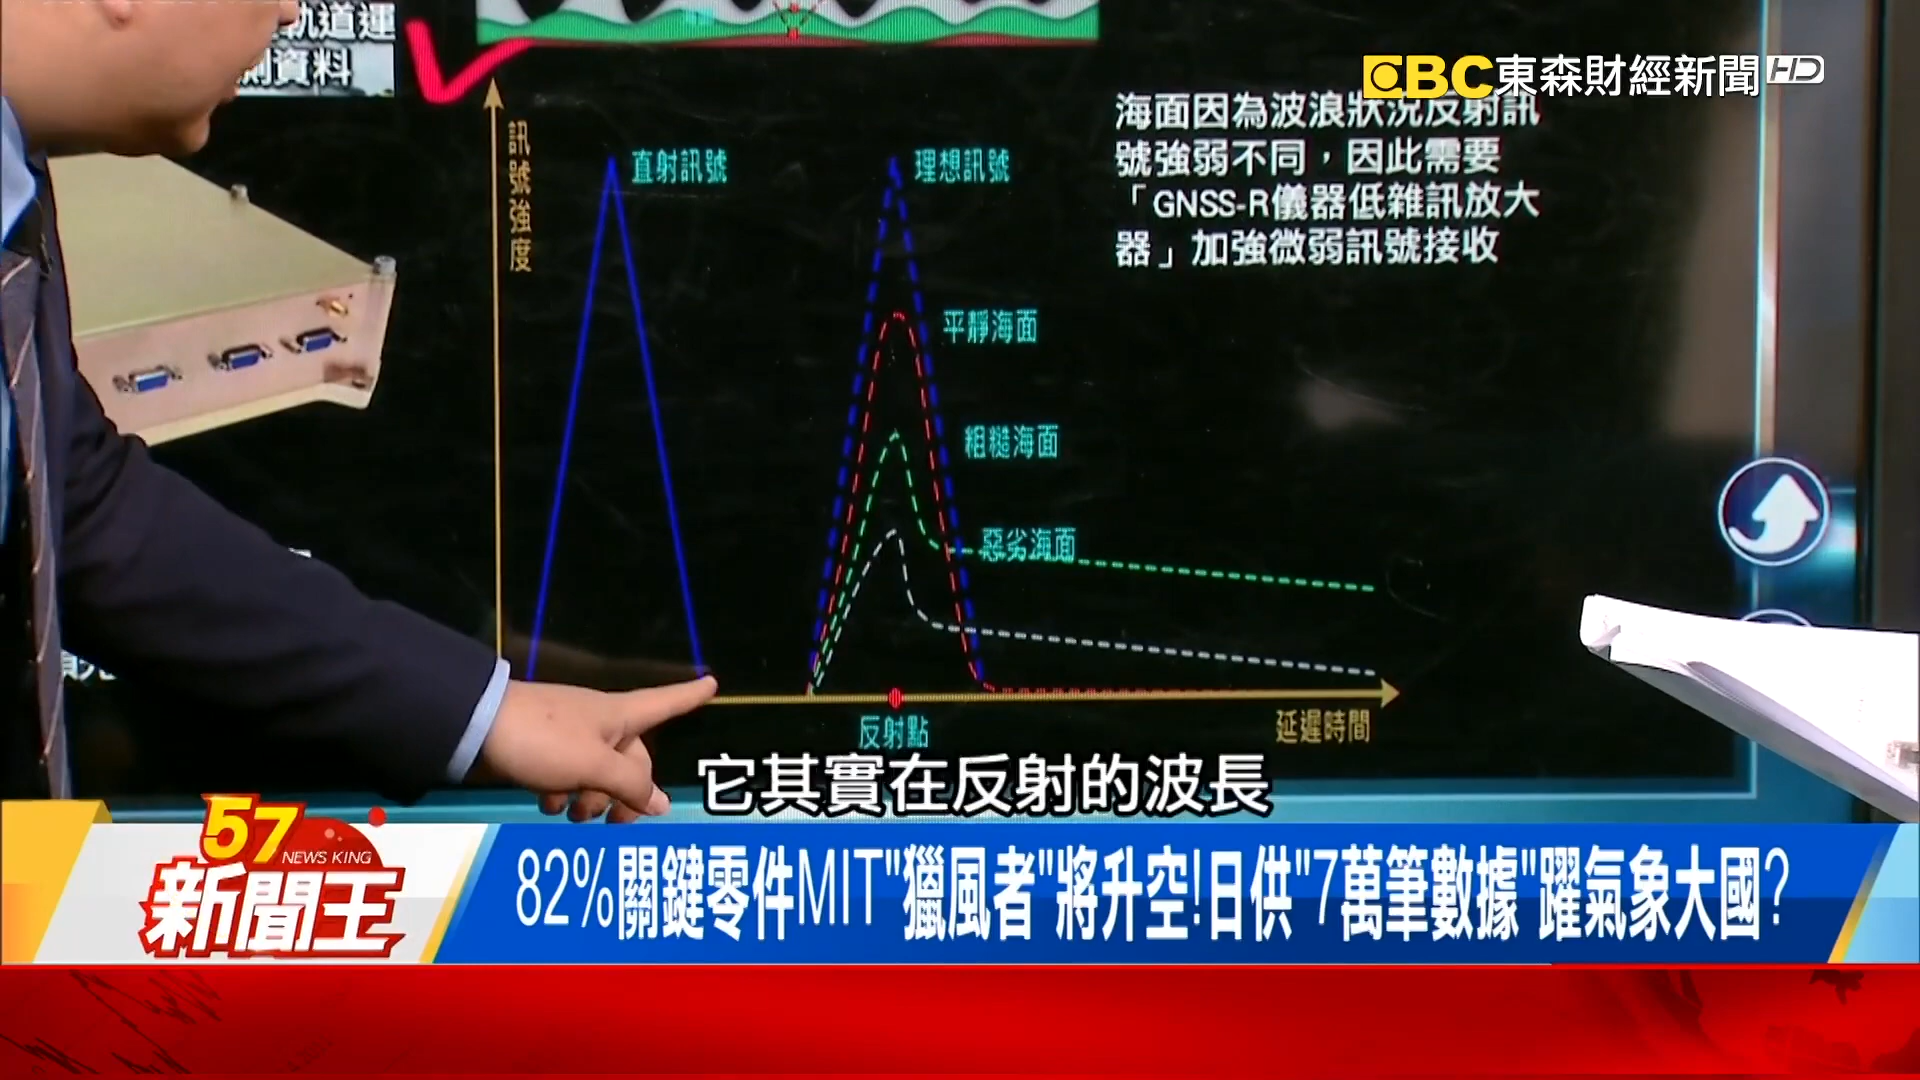 軌道運
測資料
EBC東森財經新聞HD
海面因為波浪狀況反射訊
號強弱不同，因此需要
「GNSS-R儀器低雜訊放大
器」加強微弱訊號接收
訊號強度
直射訊號
理想訊號
平靜海面
粗糙海面
惡劣海面
反射點
延遲時間
它其實在反射的波長
57
NEWS KING
新聞王
82%關鍵零件MIT"獵風者"將升空!日供"7萬筆數據"躍氣象大國?